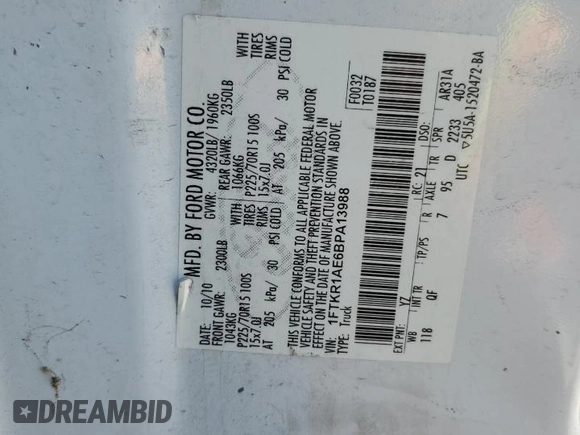 MFD. BY FORD MOTOR CO.
DATE: 10/10 GVWR: 4320LB/ 1960KG
FRONT GAWR: 2300LB REAR GAWR: 2350LB
1043KG WITH 1066KG WITH
P225/70R15 100S TIRES P225/70R15 100S TIRES
15x7.0J RIMS 15x7.0J RIMS
AT 205 kPa/ 30 PSI COLD AT 205 kPa/ 30 PSI COLD
THIS VEHICLE CONFORMS TO ALL APPLICABLE FEDERAL MOTOR
VEHICLE SAFETY AND THEFT PREVENTION STANDARDS IN
EFFECT ON THE DATE OF MANUFACTURE SHOWN ABOVE.
VIN: 1FTKR1AE6BPA13988 F0032
TYPE: Truck T0187
EXT PNT: YZ RC: 21 DSO:
WB INT TR TP/PS R AXLE TR SPR AR31A
118 QF 7 95 D 2233 405
UTC ▽5U5A-1520472-BA
DREAMBID